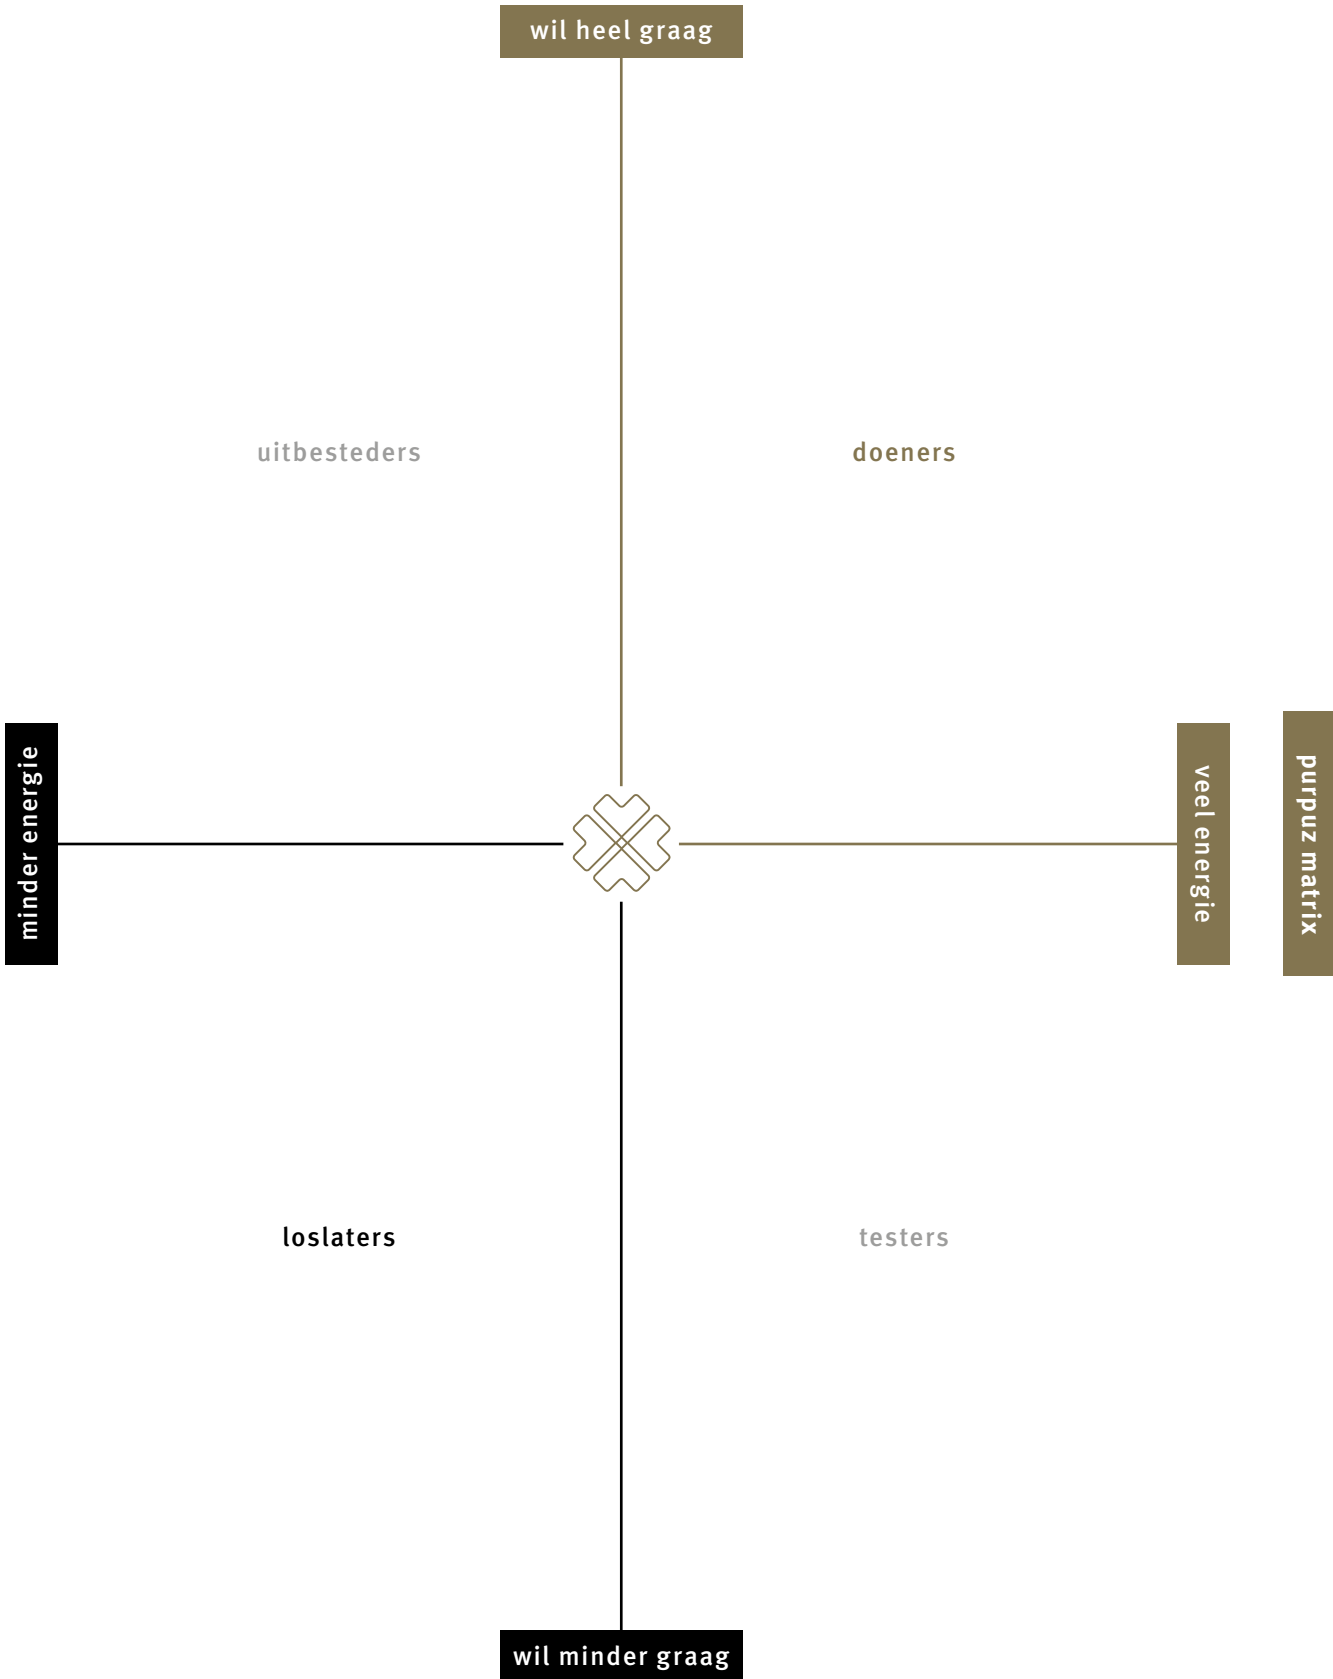 wil heel graag
uitbesteders
doeners
minder energie
veel energie
purpuz matrix
loslaters
testers
wil minder graag